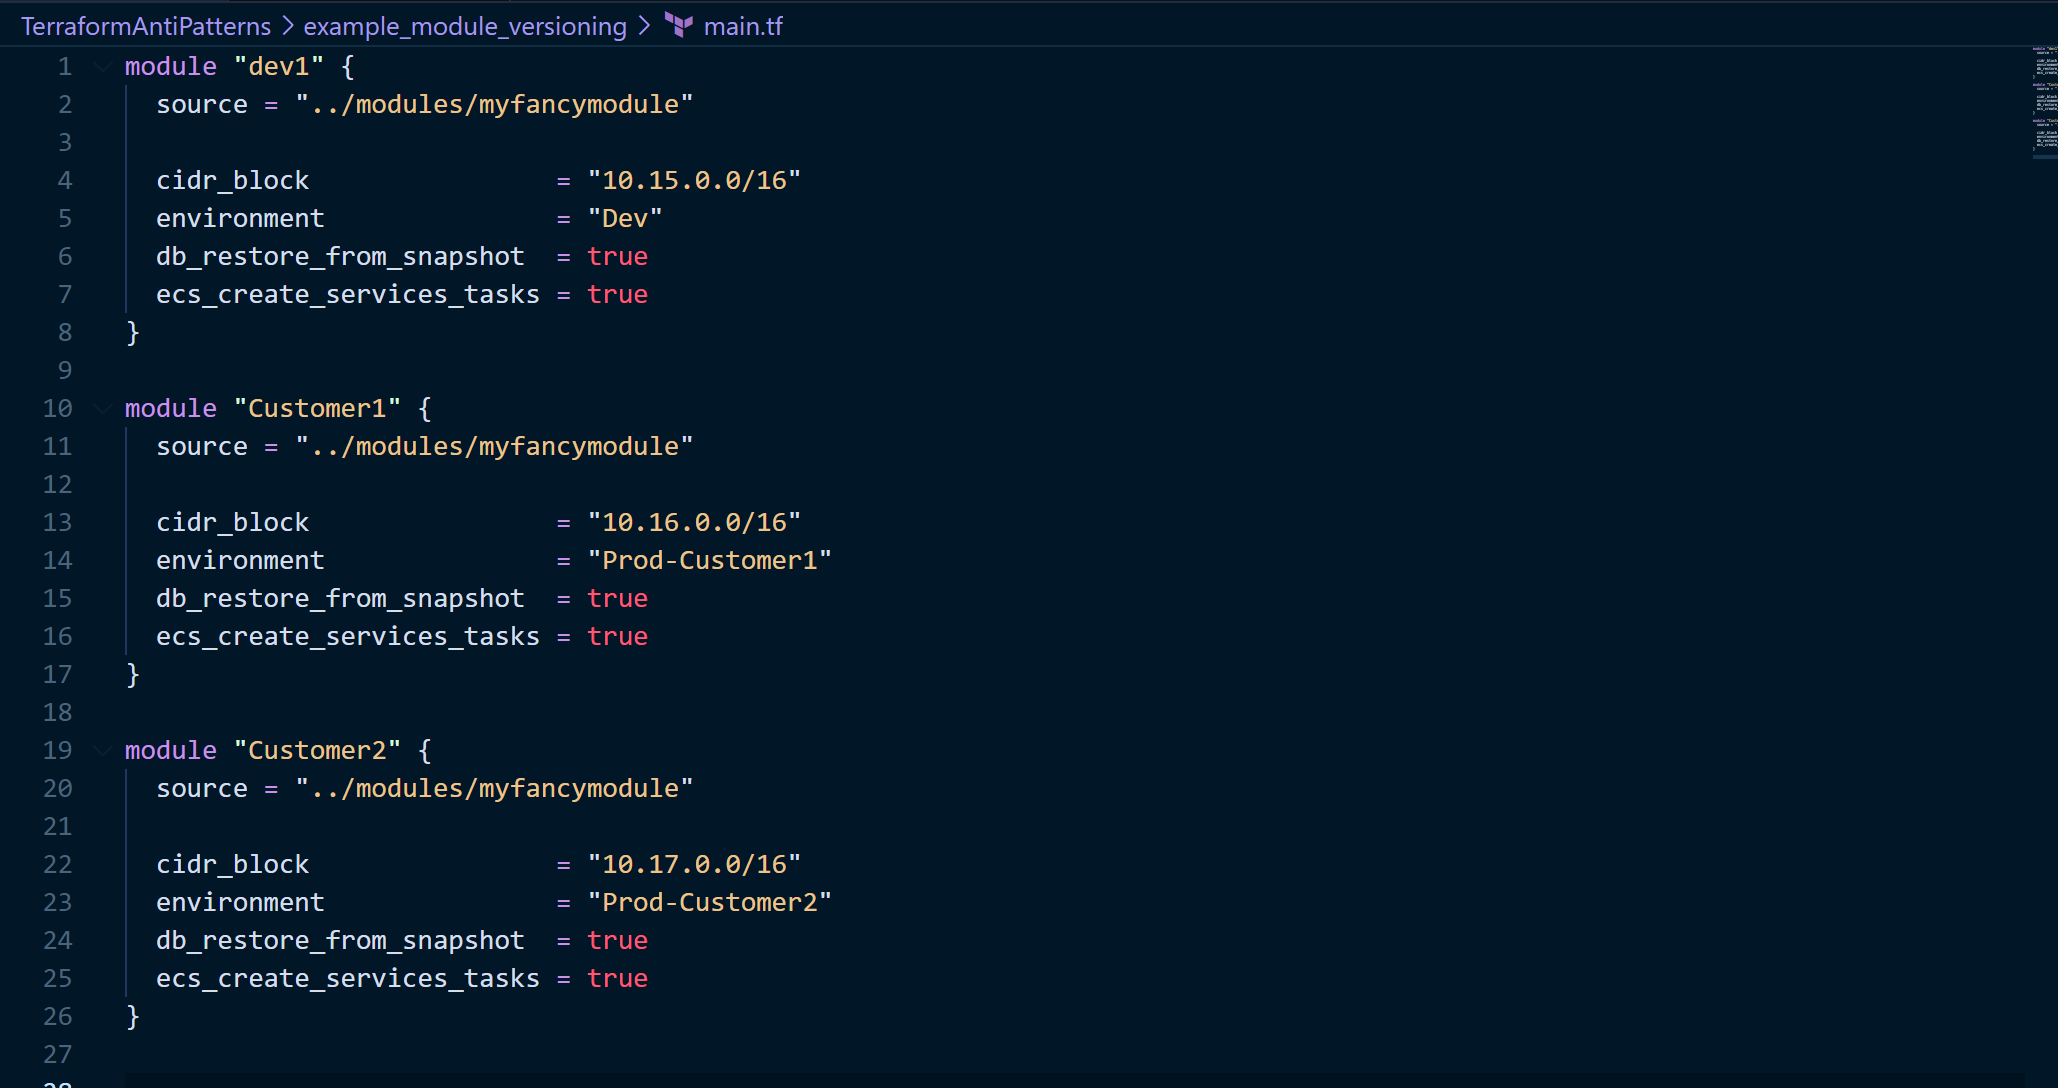 TerraformAntiPatterns > example_module_versioning > main.tf
1 module "dev1" {
2   source = "../modules/myfancymodule"
3
4   cidr_block                = "10.15.0.0/16"
5   environment               = "Dev"
6   db_restore_from_snapshot  = true
7   ecs_create_services_tasks = true
8 }
9
10 module "Customer1" {
11   source = "../modules/myfancymodule"
12
13   cidr_block                = "10.16.0.0/16"
14   environment               = "Prod-Customer1"
15   db_restore_from_snapshot  = true
16   ecs_create_services_tasks = true
17 }
18
19 module "Customer2" {
20   source = "../modules/myfancymodule"
21
22   cidr_block                = "10.17.0.0/16"
23   environment               = "Prod-Customer2"
24   db_restore_from_snapshot  = true
25   ecs_create_services_tasks = true
26 }
27